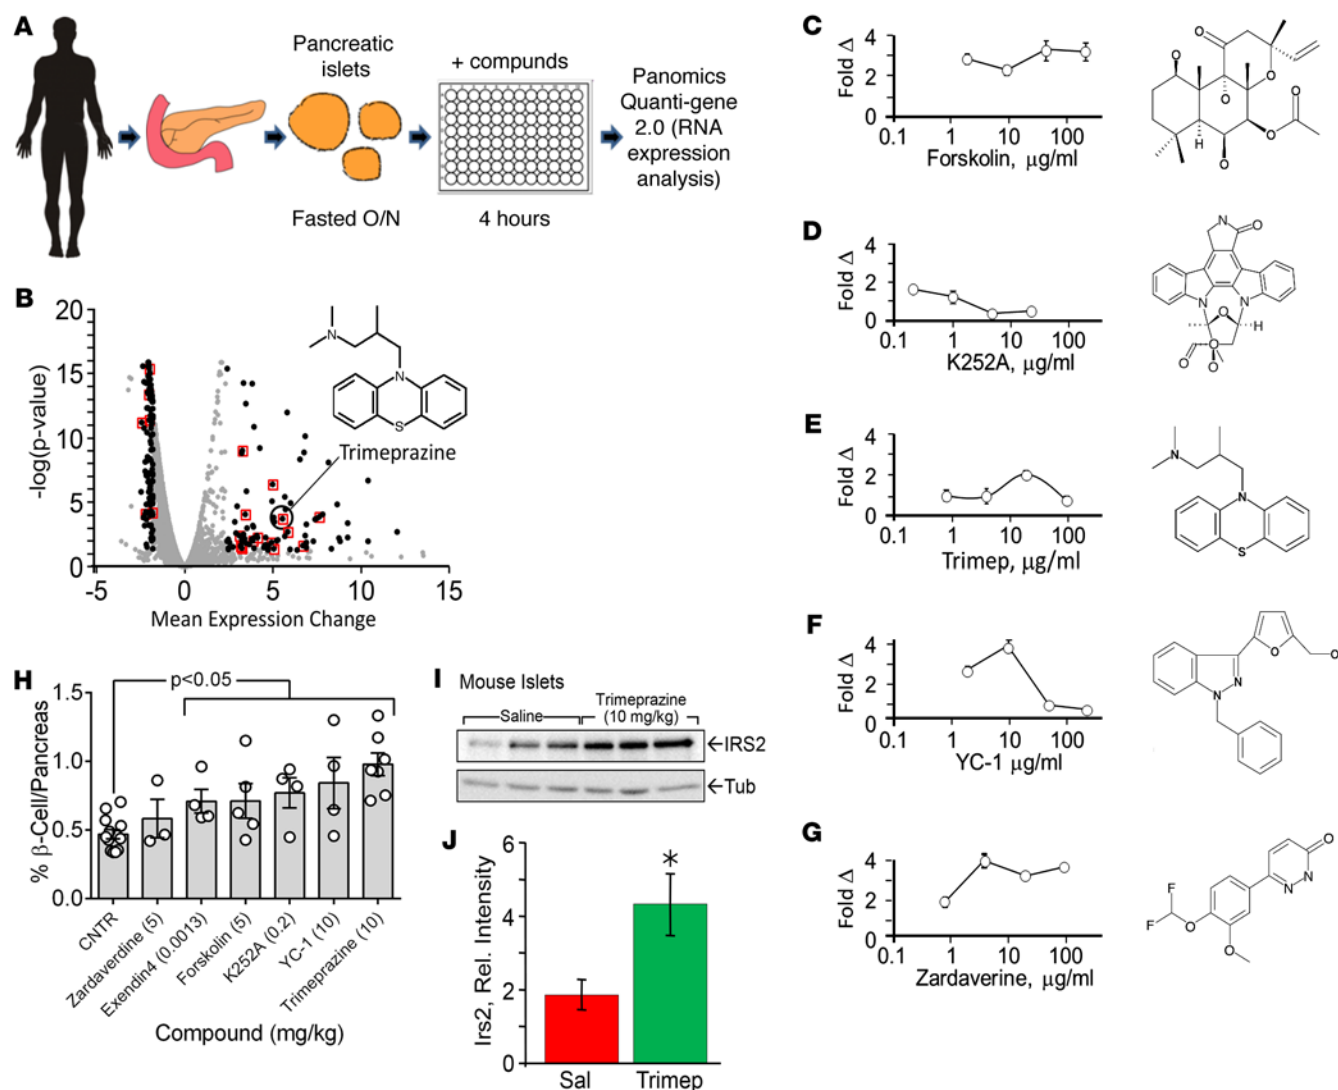 A
Pancreatic
islets
Fasted O/N
+ compunds
4 hours
Panomics
Quanti-gene
2.0 (RNA
expression
analysis)
B
20
15
10
5
0
-log(p-value)
-5 0 5 10 15
Mean Expression Change
N
N
S
Trimeprazine
C
4
2
0
Fold Δ
0.1 1 10 100
Forskolin, μg/ml
O
O
O
O
O
O
O
H
D
4
2
0
Fold Δ
0.1 1 10 100
K252A, μg/ml
N
O
N
N
O
H
O
O
O
E
4
2
0
Fold Δ
0.1 1 10 100
Trimep, μg/ml
N
N
S
F
4
2
0
Fold Δ
0.1 1 10 100
YC-1 μg/ml
O
O
N
N
G
4
2
0
Fold Δ
0.1 1 10 100
Zardaverine, μg/ml
O
N
N
F
F
O
O
H
p<0.05
1.5
1.0
0.5
0.0
% β-Cell/Pancreas
CNTR
Zardaverdine (5)
Exendin4 (0.0013)
Forskolin (5)
K252A (0.2)
YC-1 (10)
Trimeprazine (10)
Compound (mg/kg)
I
Mouse Islets
Saline
Trimeprazine
(10 mg/kg)
←IRS2
←Tub
J
6
4
2
0
Irs2, Rel. Intensity
*
Sal Trimep